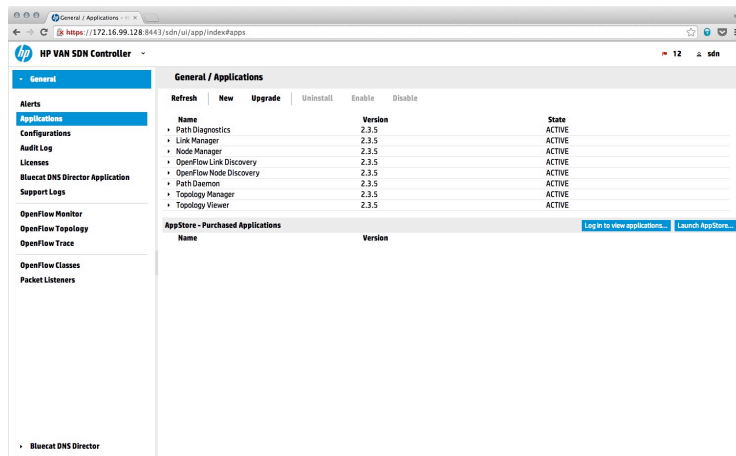 General / Applications
https://172.16.99.128:8443/sdn/ui/app/index#apps
hp HP VAN SDN Controller 12 sdn
General
Alerts
Applications
Configurations
Audit Log
Licenses
Bluecat DNS Director Application
Support Logs
OpenFlow Monitor
OpenFlow Topology
OpenFlow Trace
OpenFlow Classes
Packet Listeners
Bluecat DNS Director
General / Applications
Refresh New Upgrade Uninstall Enable Disable
Name Version State
Path Diagnostics 2.3.5 ACTIVE
Link Manager 2.3.5 ACTIVE
Node Manager 2.3.5 ACTIVE
OpenFlow Link Discovery 2.3.5 ACTIVE
OpenFlow Node Discovery 2.3.5 ACTIVE
Path Daemon 2.3.5 ACTIVE
Topology Manager 2.3.5 ACTIVE
Topology Viewer 2.3.5 ACTIVE
AppStore - Purchased Applications Log in to view applications... Launch AppStore...
Name Version